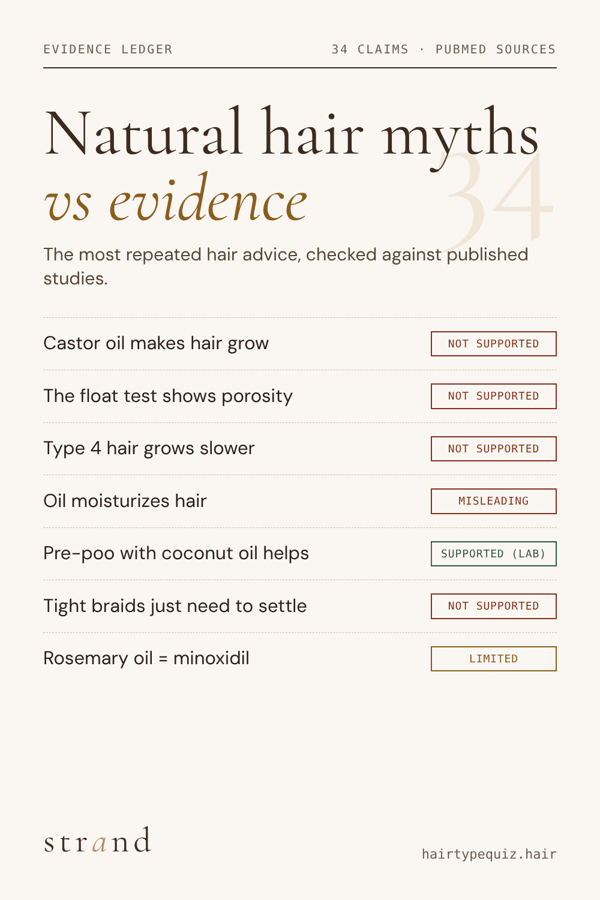 EVIDENCE LEDGER 34 CLAIMS · PUBMED SOURCES
Natural hair myths
vs evidence
34
The most repeated hair advice, checked against published
studies.
Castor oil makes hair grow NOT SUPPORTED
The float test shows porosity NOT SUPPORTED
Type 4 hair grows slower NOT SUPPORTED
Oil moisturizes hair MISLEADING
Pre-poo with coconut oil helps SUPPORTED (LAB)
Tight braids just need to settle NOT SUPPORTED
Rosemary oil = minoxidil LIMITED
strand hairtypequiz.hair